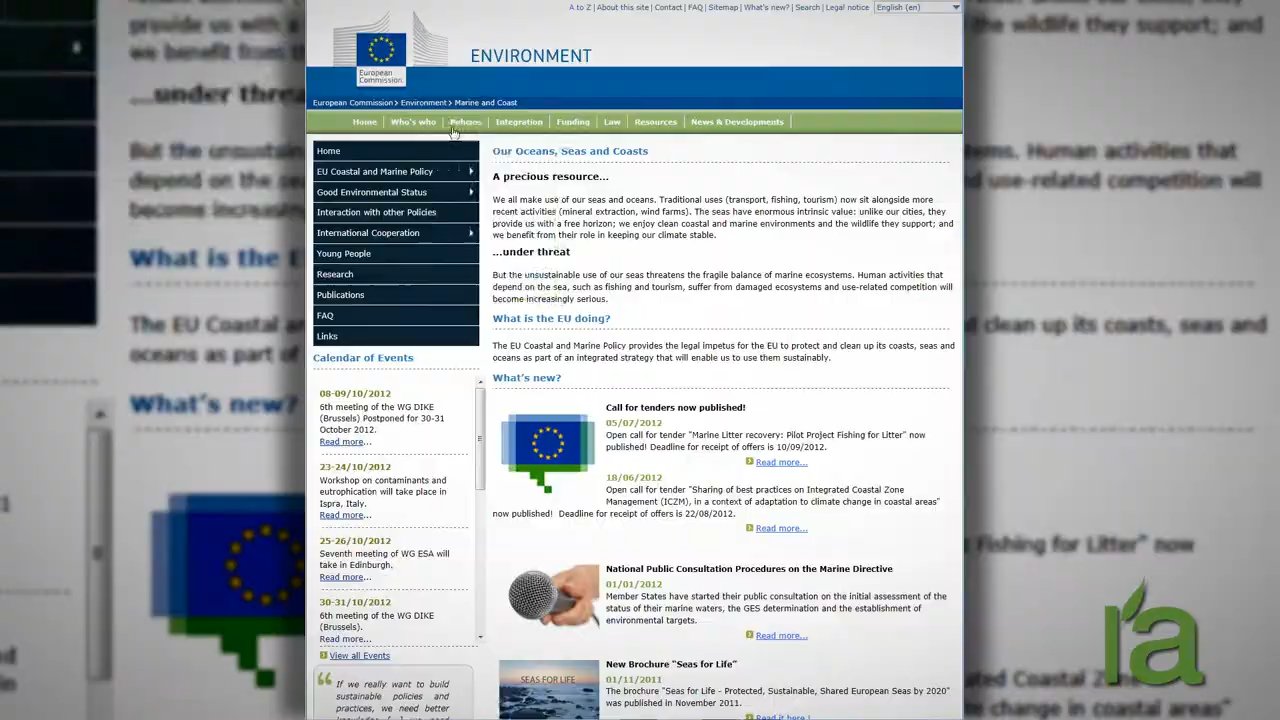 A to Z | About this site | Contact | FAQ | Sitemap | What's new? | Search | Legal notice English (en)
ENVIRONMENT
European
Commission
European Commission > Environment > Marine and Coast
Home | Who's who | Policies | Integration | Funding | Law | Resources | News & Developments |
Home
EU Coastal and Marine Policy
Good Environmental Status
Interaction with other Policies
International Cooperation
Young People
Research
Publications
FAQ
Links
Calendar of Events
08-09/10/2012
6th meeting of the WG DIKE
(Brussels) Postponed for 30-31
October 2012.
Read more...
23-24/10/2012
Workshop on contaminants and
eutrophication will take place in
Ispra, Italy.
Read more...
25-26/10/2012
Seventh meeting of WG ESA will
take in Edinburgh.
Read more...
30-31/10/2012
6th meeting of the WG DIKE
(Brussels).
Read more...
View all Events
If we really want to build
sustainable policies and
practices, we need better
Our Oceans, Seas and Coasts
A precious resource...
We all make use of our seas and oceans. Traditional uses (transport, fishing, tourism) now sit alongside more
recent activities (mineral extraction, wind farms). The seas have enormous intrinsic value: unlike our cities, they
provide us with a free horizon; we enjoy clean coastal and marine environments and the wildlife they support; and
we benefit from their role in keeping our climate stable.
...under threat
But the unsustainable use of our seas threatens the fragile balance of marine ecosystems. Human activities that
depend on the sea, such as fishing and tourism, suffer from damaged ecosystems and use-related competition will
become increasingly serious.
What is the EU doing?
The EU Coastal and Marine Policy provides the legal impetus for the EU to protect and clean up its coasts, seas and
oceans as part of an integrated strategy that will enable us to use them sustainably.
What's new?
Call for tenders now published!
05/07/2012
Open call for tender "Marine Litter recovery: Pilot Project Fishing for Litter" now
published! Deadline for receipt of offers is 10/09/2012.
Read more...
18/06/2012
Open call for tender "Sharing of best practices on Integrated Coastal Zone
Management (ICZM), in a context of adaptation to climate change in coastal areas"
now published! Deadline for receipt of offers is 22/08/2012.
Read more...
National Public Consultation Procedures on the Marine Directive
01/01/2012
Member States have started their public consultation on the initial assessment of the
status of their marine waters, the GES determination and the establishment of
environmental targets.
Read more...
SEAS FOR LIFE
New Brochure "Seas for Life"
01/11/2011
The brochure "Seas for Life - Protected, Sustainable, Shared European Seas by 2020"
was published in November 2011.
Read it here !